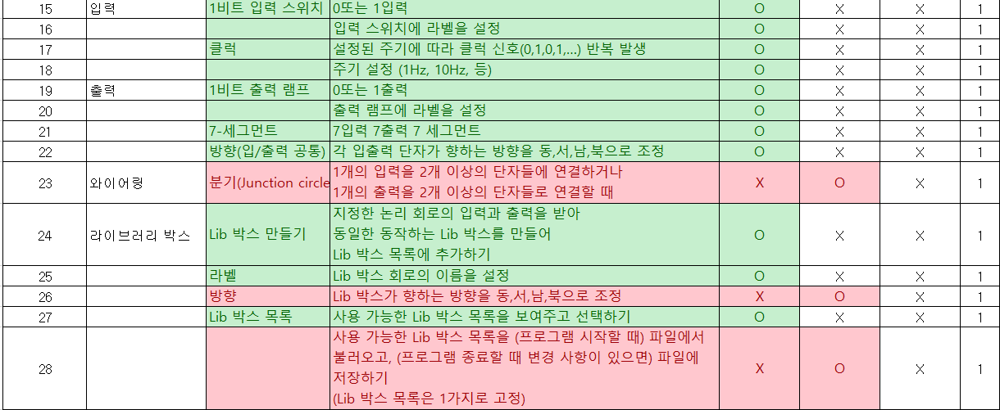 15 입력 1비트 입력 스위치 0또는 1입력 O X X 1
16 입력 스위치에 라벨을 설정 O X X 1
17 클럭 설정된 주기에 따라 클럭 신호(0,1,0,1,...) 반복 발생 O X X 1
18 주기 설정 (1Hz, 10Hz, 등) O X X 1
19 출력 1비트 출력 램프 0또는 1출력 O X X 1
20 출력 램프에 라벨을 설정 O X X 1
21 7-세그먼트 7입력 7출력 7 세그먼트 O X X 1
22 방향(입/출력 공통) 각 입출력 단자가 향하는 방향을 동,서,남,북으로 조정 O X X 1
1개의 입력을 2개 이상의 단자들에 연결하거나
23 와이어링 분기(Junction circle X O X 1
1개의 출력을 2개 이상의 단자들로 연결할 때
지정한 논리 회로의 입력과 출력을 받아
24 라이브러리 박스 Lib 박스 만들기 동일한 동작하는 Lib 박스를 만들어 O X X 1
Lib 박스 목록에 추가하기
25 라벨 Lib 박스 회로의 이름을 설정 O X X 1
26 방향 Lib 박스가 향하는 방향을 동,서,남,북으로 조정 X O X 1
27 Lib 박스 목록 사용 가능한 Lib 박스 목록을 보여주고 선택하기 O X X 1
사용 가능한 Lib 박스 목록을 (프로그램 시작할 때) 파일에서
불러오고, (프로그램 종료할 때 변경 사항이 있으면) 파일에
28 X O X 1
저장하기
(Lib 박스 목록은 1가지로 고정)